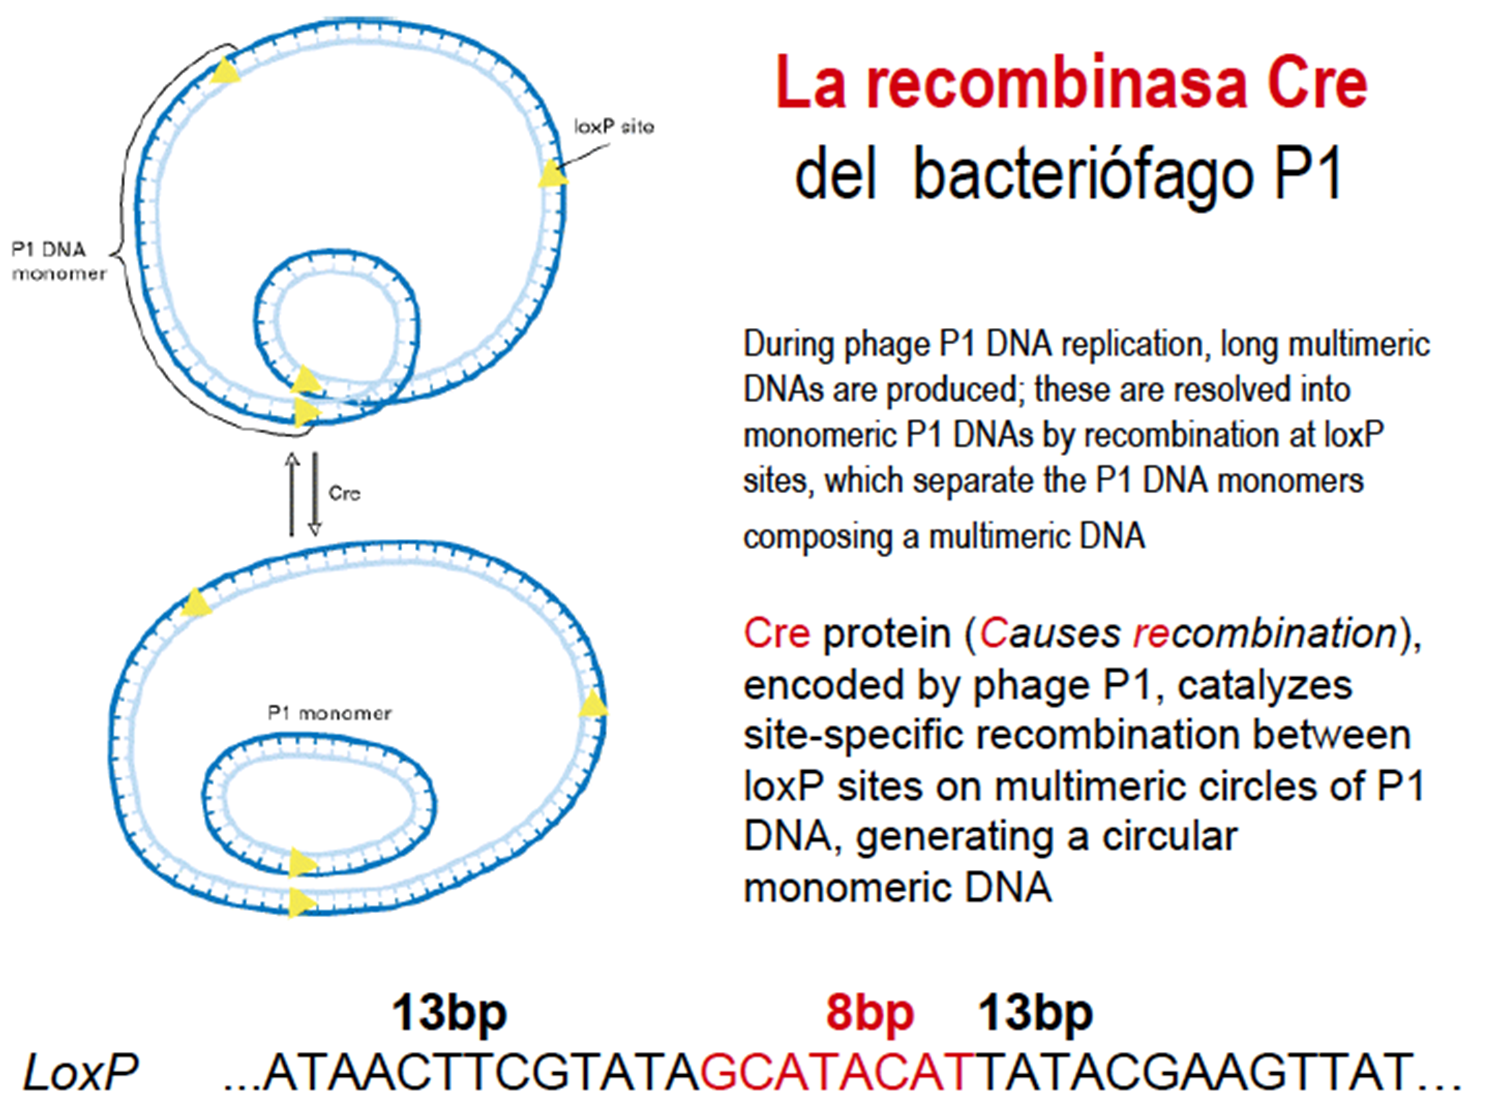 La recombinasa Cre
del bacteriófago P1
loxP site
P1 DNA
monomer
Cre
P1 monomer
During phage P1 DNA replication, long multimeric
DNAs are produced; these are resolved into
monomeric P1 DNAs by recombination at loxP
sites, which separate the P1 DNA monomers
composing a multimeric DNA
Cre protein (Causes recombination),
encoded by phage P1, catalyzes
site-specific recombination between
loxP sites on multimeric circles of P1
DNA, generating a circular
monomeric DNA
13bp 8bp 13bp
LoxP ...ATAACTTCGTATAGCATACATTATACGAAGTTAT...